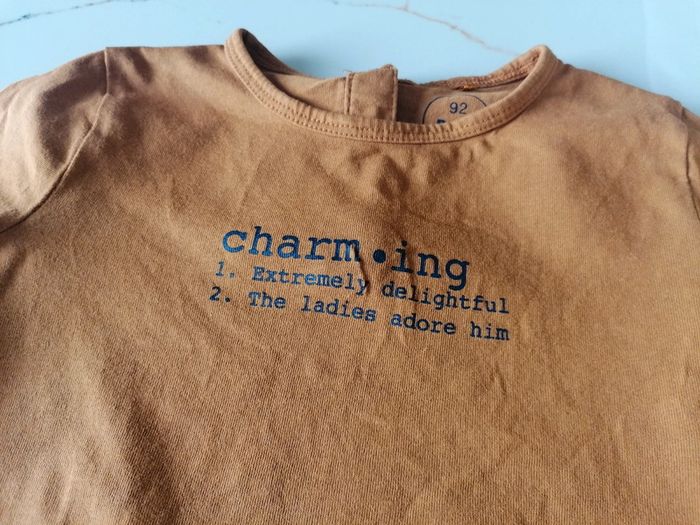 92
charm•ing
1. Extremely delightful
2. The ladies adore him